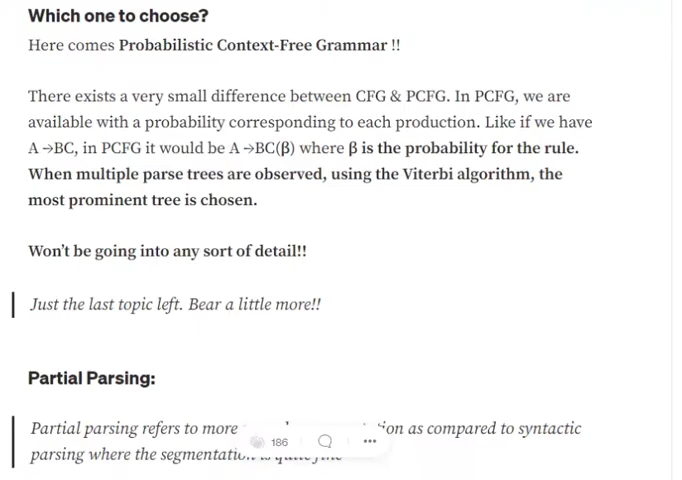 Which one to choose?
Here comes Probabilistic Context-Free Grammar !!
There exists a very small difference between CFG & PCFG. In PCFG, we are
available with a probability corresponding to each production. Like if we have
A →BC, in PCFG it would be A →BC(β) where β is the probability for the rule.
When multiple parse trees are observed, using the Viterbi algorithm, the
most prominent tree is chosen.
Won't be going into any sort of detail!!
Just the last topic left. Bear a little more!!
Partial Parsing:
Partial parsing refers to more as compared to syntactic
186
parsing where the